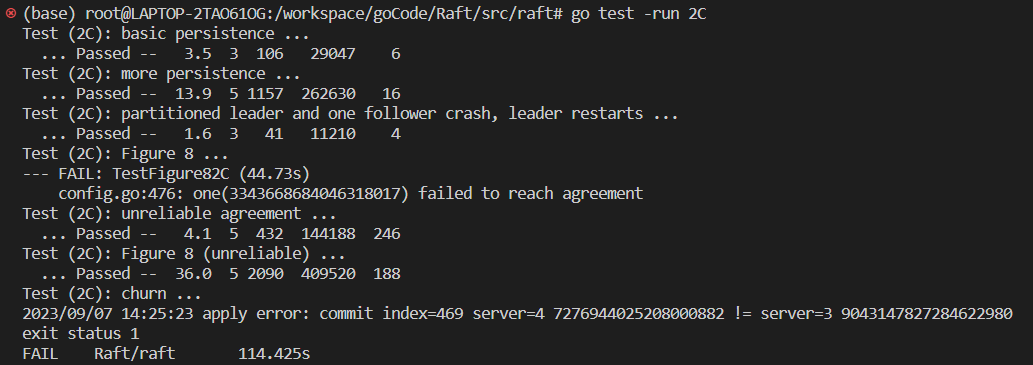 (base) root@LAPTOP-2TAO61OG:/workspace/goCode/Raft/src/raft# go test -run 2C
Test (2C): basic persistence ...
  ... Passed --   3.5  3  106   29047    6
Test (2C): more persistence ...
  ... Passed --  13.9  5 1157  262630   16
Test (2C): partitioned leader and one follower crash, leader restarts ...
  ... Passed --   1.6  3   41   11210    4
Test (2C): Figure 8 ...
--- FAIL: TestFigure82C (44.73s)
    config.go:476: one(3343668684046318017) failed to reach agreement
Test (2C): unreliable agreement ...
  ... Passed --   4.1  5  432  144188  246
Test (2C): Figure 8 (unreliable) ...
  ... Passed --  36.0  5 2090  409520  188
Test (2C): churn ...
2023/09/07 14:25:23 apply error: commit index=469 server=4 7276944025208000882 != server=3 9043147827284622980
exit status 1
FAIL    Raft/raft       114.425s